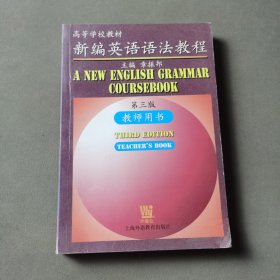 高等学校教材
新编英语语法教程
主编 章振邦
A NEW ENGLISH GRAMMAR
COURSEBOOK
第三版
教师用书
THIRD EDITION
TEACHER'S BOOK
上海外语教育出版社